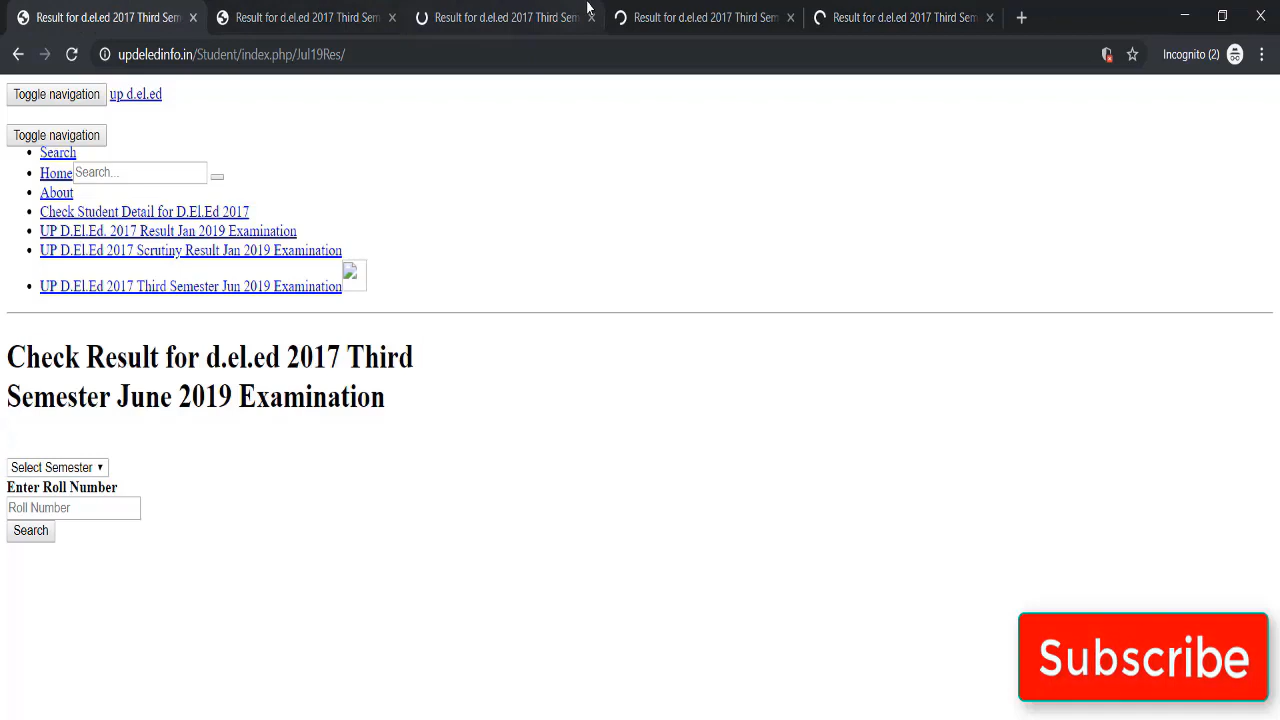 Result for d.el.ed 2017 Third Sem
Result for d.el.ed 2017 Third Sem
Result for d.el.ed 2017 Third Sem
Result for d.el.ed 2017 Third Sem
Result for d.el.ed 2017 Third Sem
updeledinfo.in/Student/index.php/Jul19Res/
Incognito (2)
Toggle navigation up d.el.ed
Toggle navigation
Search
Home Search...
About
Check Student Detail for D.El.Ed 2017
UP D.El.Ed. 2017 Result Jan 2019 Examination
UP D.El.Ed 2017 Scrutiny Result Jan 2019 Examination
UP D.El.Ed 2017 Third Semester Jun 2019 Examination
Check Result for d.el.ed 2017 Third
Semester June 2019 Examination
Select Semester
Enter Roll Number
Roll Number
Search
Subscribe